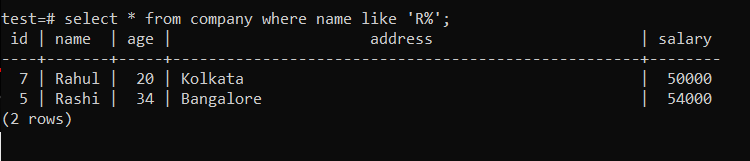 test=# select * from company where name like 'R%';
 id | name  | age |                      address                       | salary
----+-------+-----+----------------------------------------------------+--------
  7 | Rahul |  20 | Kolkata                                            |  50000
  5 | Rashi |  34 | Bangalore                                          |  54000
(2 rows)